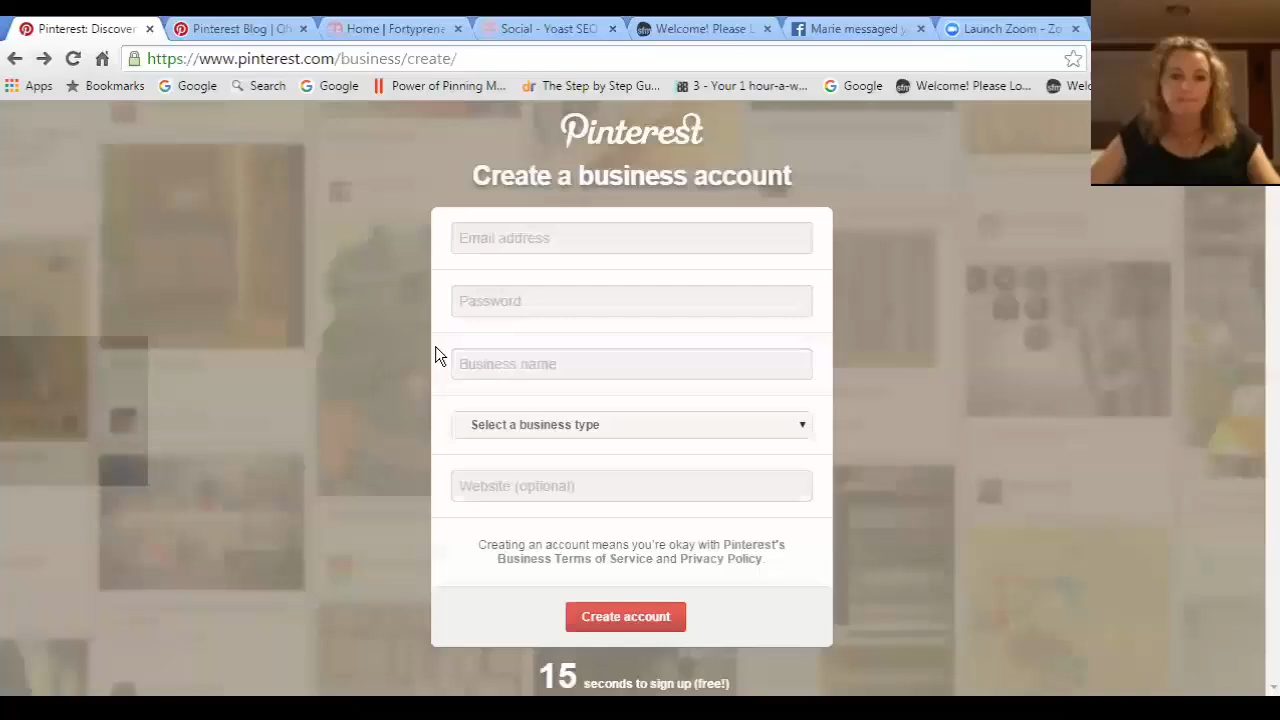 Pinterest: Discover
Pinterest Blog | Of
Home | Fortyprene
Social - Yoast SEO
Welcome! Please L
Marie messaged y
Launch Zoom - Zo
https://www.pinterest.com/business/create/
Apps
Bookmarks
Google
Search
Google
Power of Pinning M...
The Step by Step Gu...
3 - Your 1 hour-a-w...
Google
Welcome! Please Lo...
Welc
Pinterest
Create a business account
Email address
Password
Business name
Select a business type
Website (optional)
Creating an account means you're okay with Pinterest's
Business Terms of Service and Privacy Policy.
Create account
15 seconds to sign up (free!)